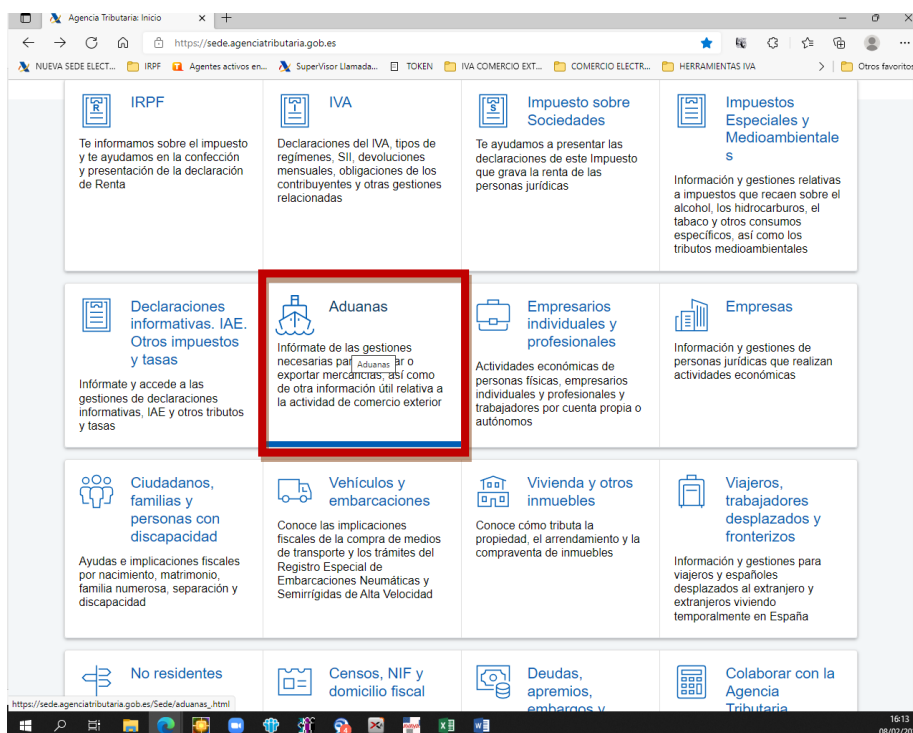 Agencia Tributaria: Inicio
https://sede.agenciatributaria.gob.es
NUEVA SEDE ELECT...
IRPF
Agentes activos en...
SuperVisor Llamada...
TOKEN
IVA COMERCIO EXT...
COMERCIO ELECTR...
HERRAMIENTAS IVA
Otros favoritos
IRPF
Te informamos sobre el impuesto
y te ayudamos en la confección
y presentación de la declaración
de Renta
IVA
Declaraciones del IVA, tipos de
regímenes, SII, devoluciones
mensuales, obligaciones de los
contribuyentes y otras gestiones
relacionadas
Impuesto sobre
Sociedades
Te ayudamos a presentar las
declaraciones de este Impuesto
que grava la renta de las
personas jurídicas
Impuestos
Especiales y
Medioambientale
s
Información y gestiones relativas
a impuestos que recaen sobre el
alcohol, los hidrocarburos, el
tabaco y otros consumos
específicos, así como los
tributos medioambientales
Declaraciones
informativas. IAE.
Otros impuestos
y tasas
Infórmate y accede a las
gestiones de declaraciones
informativas, IAE y otros tributos
y tasas
Aduanas
Infórmate de las gestiones
necesarias par ar o
Aduanas
exportar mercancías, así como
de otra información útil relativa a
la actividad de comercio exterior
Empresarios
individuales y
profesionales
Actividades económicas de
personas físicas, empresarios
individuales y profesionales y
trabajadores por cuenta propia o
autónomos
Empresas
Información y gestiones de
personas jurídicas que realizan
actividades económicas
Ciudadanos,
familias y
personas con
discapacidad
Ayudas e implicaciones fiscales
por nacimiento, matrimonio,
familia numerosa, separación y
discapacidad
Vehículos y
embarcaciones
Conoce las implicaciones
fiscales de la compra de medios
de transporte y los trámites del
Registro Especial de
Embarcaciones Neumáticas y
Semirrígidas de Alta Velocidad
Vivienda y otros
inmuebles
Conoce cómo tributa la
propiedad, el arrendamiento y la
compraventa de inmuebles
Viajeros,
trabajadores
desplazados y
fronterizos
Información y gestiones para
viajeros y españoles
desplazados al extranjero y
extranjeros viviendo
temporalmente en España
No residentes
Censos, NIF y
domicilio fiscal
Deudas,
apremios,
embargos y
Colaborar con la
Agencia
Tributaria
https://sede.agenciatributaria.gob.es/Sede/aduanas_.html
16:13
08/02/20